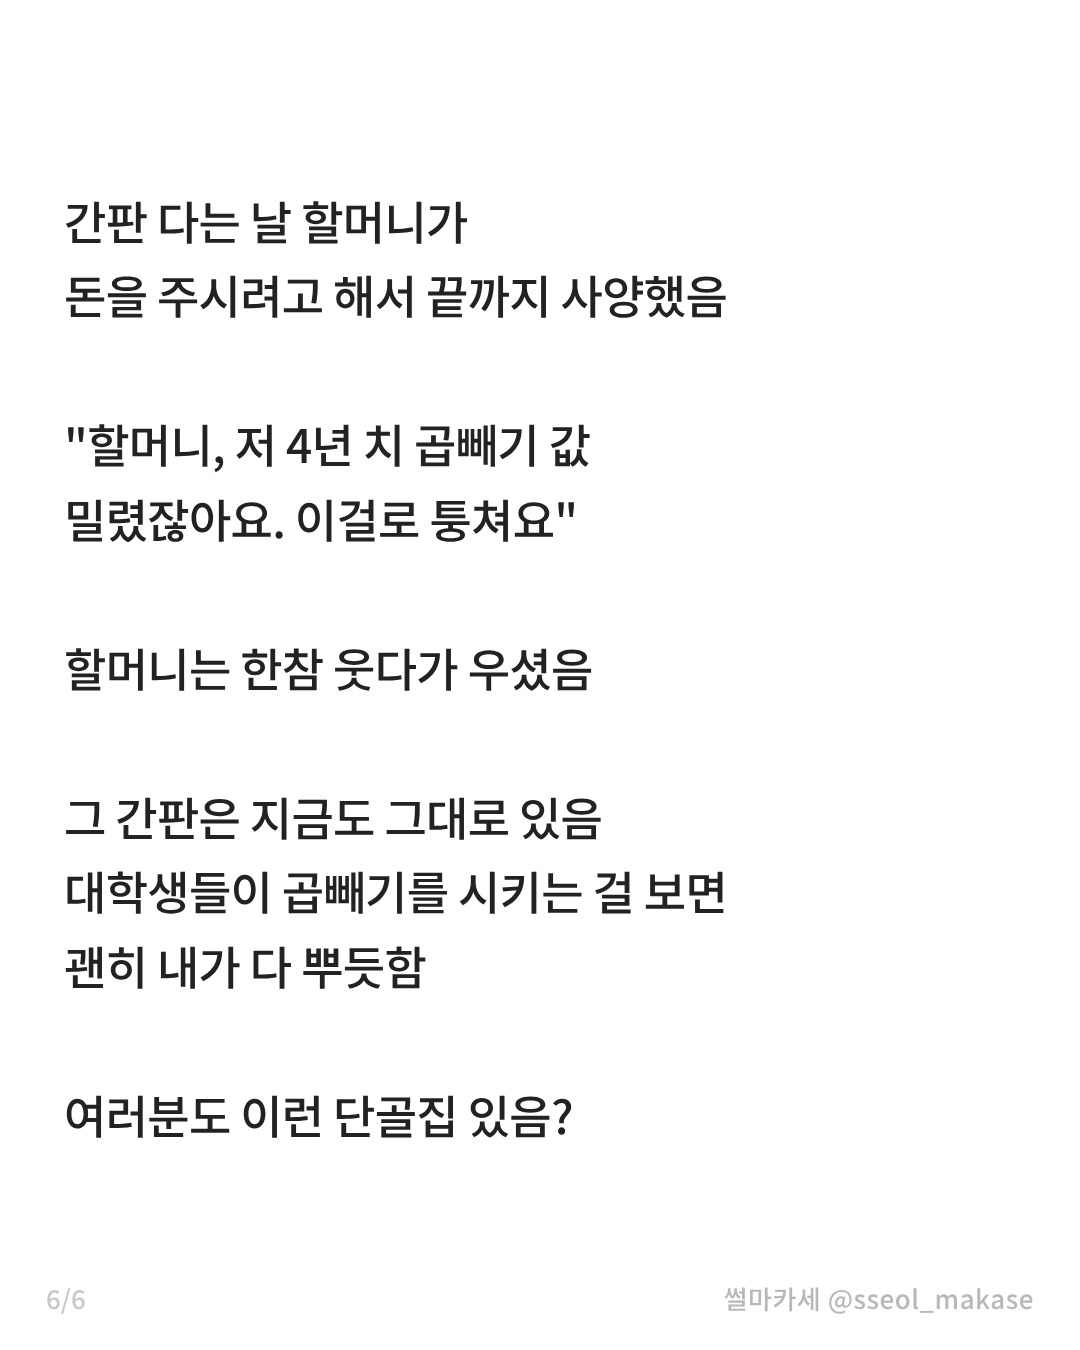 간판 다는 날 할머니가
돈을 주시려고 해서 끝까지 사양했음
"할머니, 저 4년 치 곱빼기 값
밀렸잖아요. 이걸로 퉁쳐요"
할머니는 한참 웃다가 우셨음
그 간판은 지금도 그대로 있음
대학생들이 곱빼기를 시키는 걸 보면
괜히 내가 다 뿌듯함
여러분도 이런 단골집 있음?
6/6
썰마카세 @sseol_makase